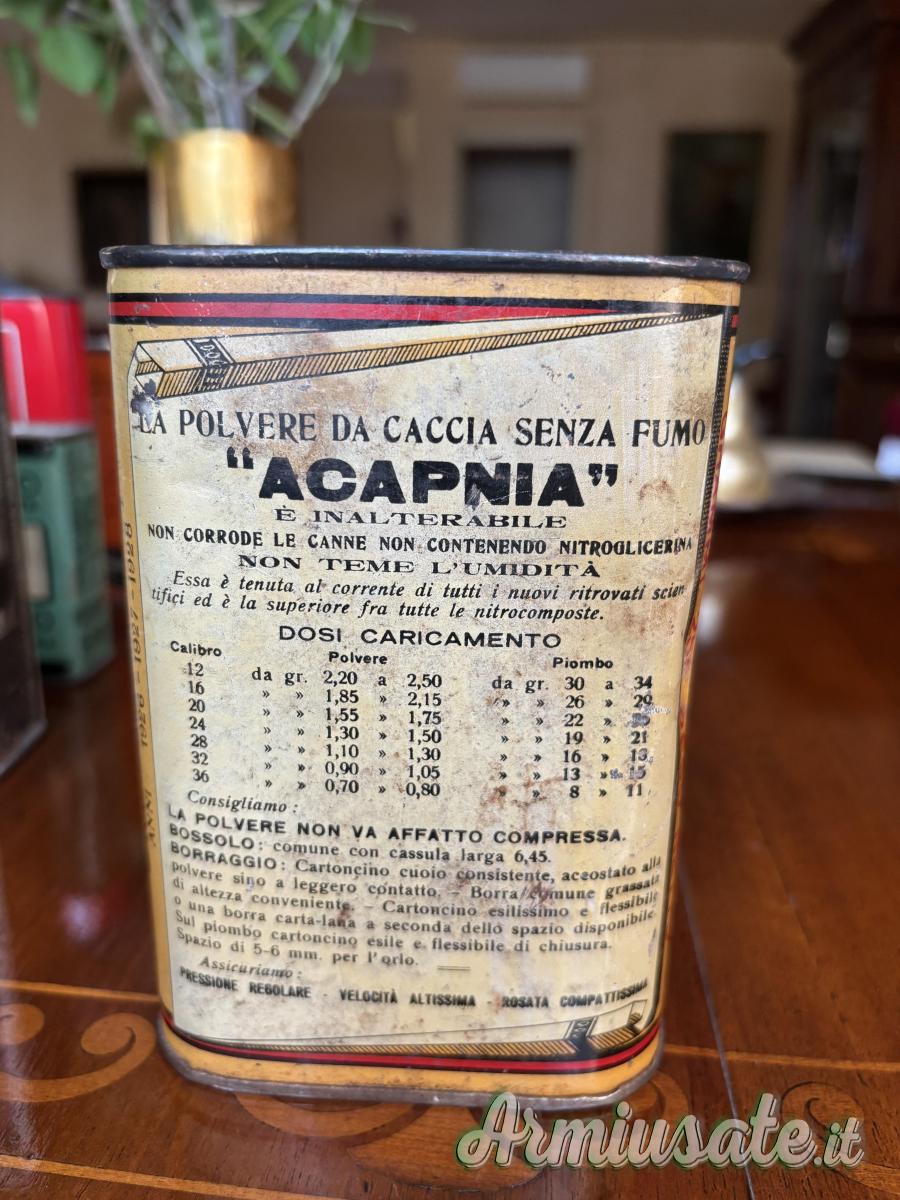 LA POLVERE DA CACCIA SENZA FUMO
"ACAPNIA"
È INALTERABILE
NON CORRODE LE CANNE NON CONTENENDO NITROGLICERINA
NON TEME L'UMIDITÀ
Essa è tenuta al corrente di tutti i nuovi ritrovati scien
tifici ed è la superiore fra tutte le nitrocomposte.
DOSI CARICAMENTO
Calibro Polvere Piombo
12 da gr. 2,20 a 2,50 da gr. 30 a 34
16 » » 1,85 » 2,15 » » 26 » 29
20 » » 1,55 » 1,75 » » 22 »
24 » » 1,30 » 1,50 » » 19 » 21
28 » » 1,10 » 1,30 » » 16 »
32 » » 0,90 » 1,05 » » 13 » 15
36 » » 0,70 » 0,80 » » 8 » 11
Consigliamo :
LA POLVERE NON VA AFFATTO COMPRESSA.
BOSSOLO: comune con cassula larga 6,45.
BORRAGGIO: Cartoncino cuoio consistente, accostato alla
polvere sino a leggero contatto. - Borra comune grassata
di altezza conveniente. - Cartoncino esilissimo e flessibile
o una borra carta-lana a seconda dello spazio disponibile.
Sul piombo cartoncino esile e flessibile di chiusura.
Spazio di 5-6 mm. per l'orlo.
Assicuriamo :
PRESSIONE REGOLARE - VELOCITÀ ALTISSIMA - ROSATA COMPATTISSIMA
1927 - 1928
Armiusate.it